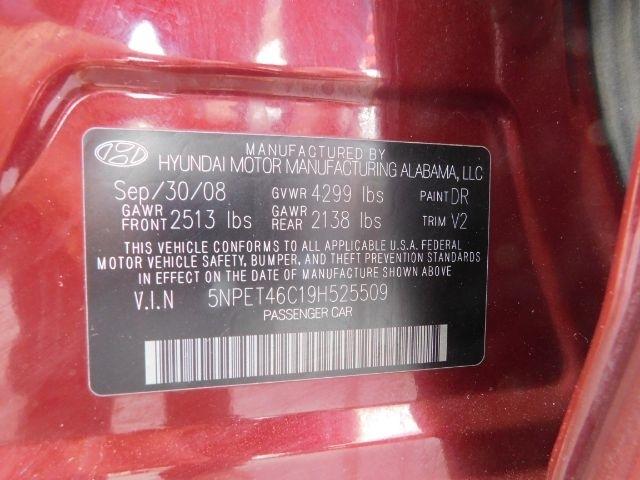 MANUFACTURED BY
HYUNDAI MOTOR MANUFACTURING ALABAMA, LLC
Sep/30/08 GVWR 4299 lbs PAINT DR
GAWR FRONT 2513 lbs GAWR REAR 2138 lbs TRIM V2
THIS VEHICLE CONFORMS TO ALL APPLICABLE U.S.A. FEDERAL
MOTOR VEHICLE SAFETY, BUMPER, AND THEFT PREVENTION STANDARDS
IN EFFECT ON THE DATE OF MANUFACTURE SHOWN ABOVE
V.I.N 5NPET46C19H525509
PASSENGER CAR